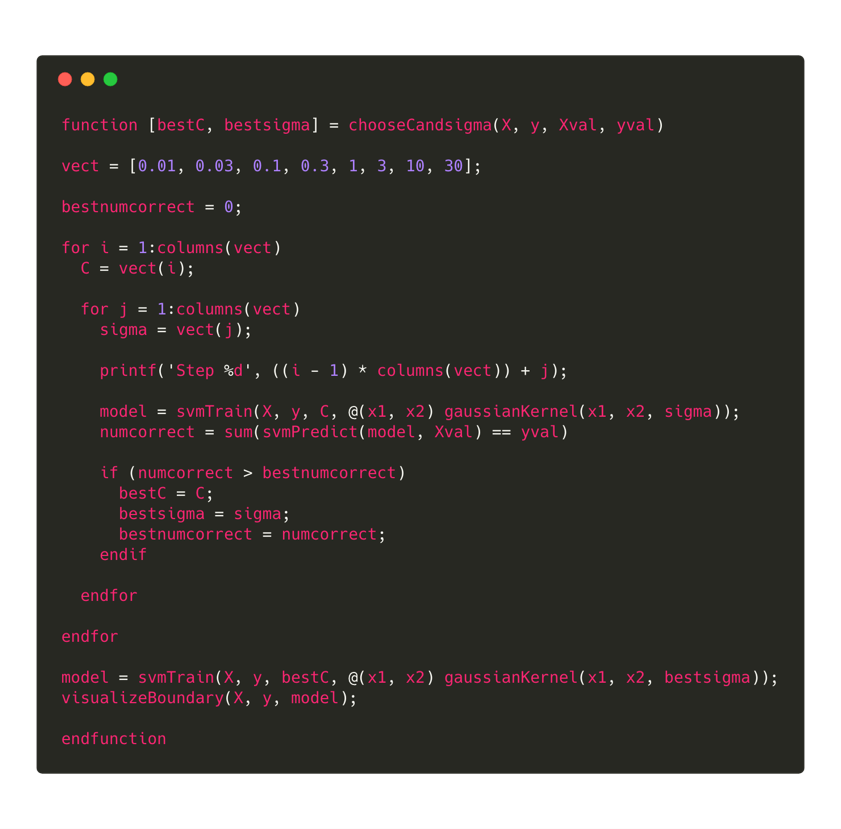 function [bestC, bestsigma] = chooseCandsigma(X, y, Xval, yval)
vect = [0.01, 0.03, 0.1, 0.3, 1, 3, 10, 30];
bestnumcorrect = 0;
for i = 1:columns(vect)
  C = vect(i);
  for j = 1:columns(vect)
    sigma = vect(j);
    printf('Step %d', ((i - 1) * columns(vect)) + j);
    model = svmTrain(X, y, C, @(x1, x2) gaussianKernel(x1, x2, sigma));
    numcorrect = sum(svmPredict(model, Xval) == yval)
    if (numcorrect > bestnumcorrect)
      bestC = C;
      bestsigma = sigma;
      bestnumcorrect = numcorrect;
    endif
  endfor
endfor
model = svmTrain(X, y, bestC, @(x1, x2) gaussianKernel(x1, x2, bestsigma));
visualizeBoundary(X, y, model);
endfunction